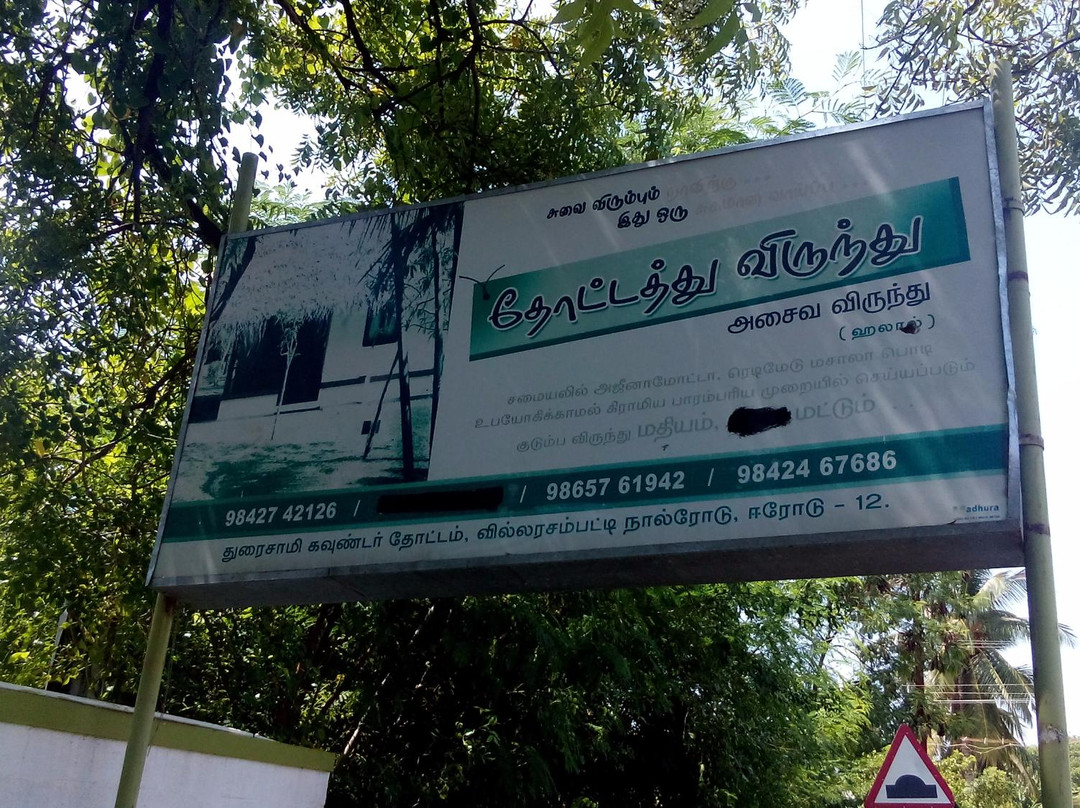 சுவை விரும்பும்
இது ஒரு
தோட்டத்து விருந்து
அசைவ விருந்து
சமையலில் அஜீனாமோட்டா, ரெடிமேடு மசாலா பொடி
உபயோகிக்காமல் கிராமிய பாரம்பரிய முறையில் செய்யப்படும்
குடும்ப விருந்து மதியம், மட்டும் ...
98427 42126 / / 98657 61942 / 98424 67686
துரைசாமி கவுண்டர் தோட்டம், வில்லரசம்பட்டி நால்ரோடு, ஈரோடு - 12.
adhura